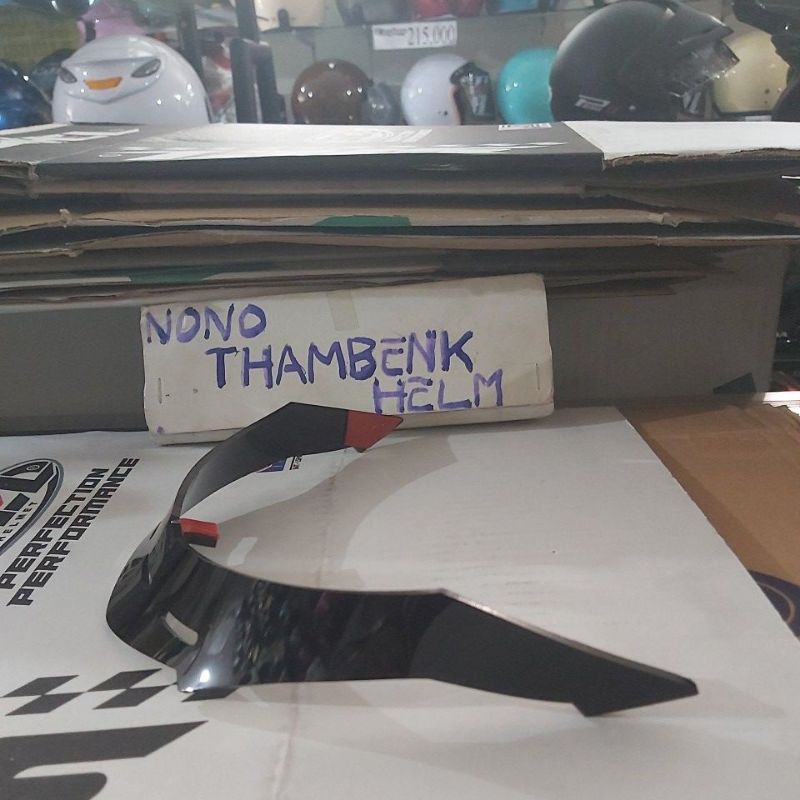 215.000
NONO
THAMBENK
HELM
PERFECTION
PERFORMANCE